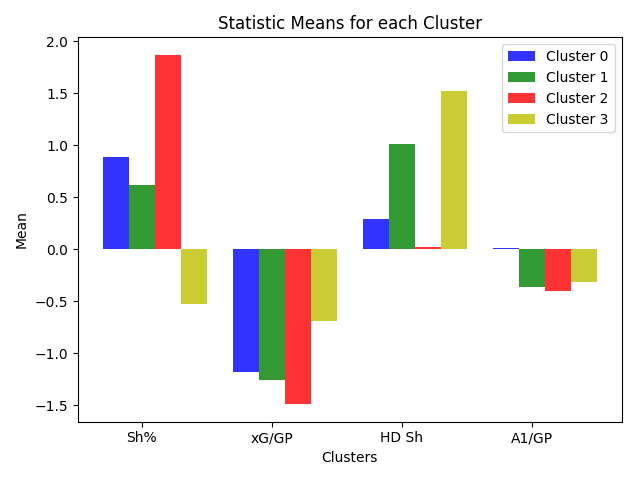 Statistic Means for each Cluster
2.0
1.5
1.0
0.5
0.0
−0.5
−1.0
−1.5
Mean
Cluster 0
Cluster 1
Cluster 2
Cluster 3
Sh%
xG/GP
HD Sh
A1/GP
Clusters